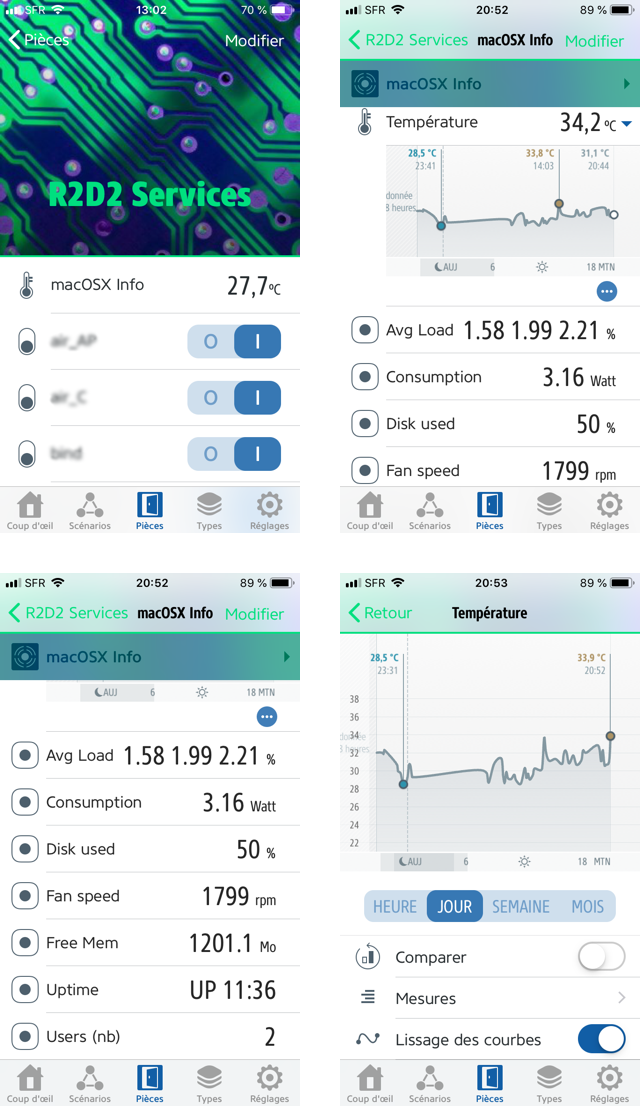 SFR 13:02 70 %
Pièces Modifier
R2D2 Services
macOSX Info 27,7°C
air_AP O I
air_C O I
bind O I
Coup d'œil Scénarios Pièces Types Réglages
SFR 20:52 89 %
R2D2 Services macOSX Info Modifier
macOSX Info
Température 34,2 °C
28,5 °C 33,8 °C 31,1 °C
23:41 14:03 20:44
donnée
8 heures
AUJ 6 18 MTN
Avg Load 1.58 1.99 2.21 %
Consumption 3.16 Watt
Disk used 50 %
Fan speed 1799 rpm
Coup d'œil Scénarios Pièces Types Réglages
SFR 20:52 89 %
R2D2 Services macOSX Info Modifier
macOSX Info
AUJ 6 18 MTN
Avg Load 1.58 1.99 2.21 %
Consumption 3.16 Watt
Disk used 50 %
Fan speed 1799 rpm
Free Mem 1201.1 Mo
Uptime UP 11:36
Users (nb) 2
Coup d'œil Scénarios Pièces Types Réglages
SFR 20:53 89 %
Retour Température
28,5 °C 33,9 °C
23:31 20:52
38
36
34
donnée
32
8 heures
30
28
26
24
22
AUJ 6 18 MTN
HEURE JOUR SEMAINE MOIS
Comparer
Mesures
Lissage des courbes
Coup d'œil Scénarios Pièces Types Réglages